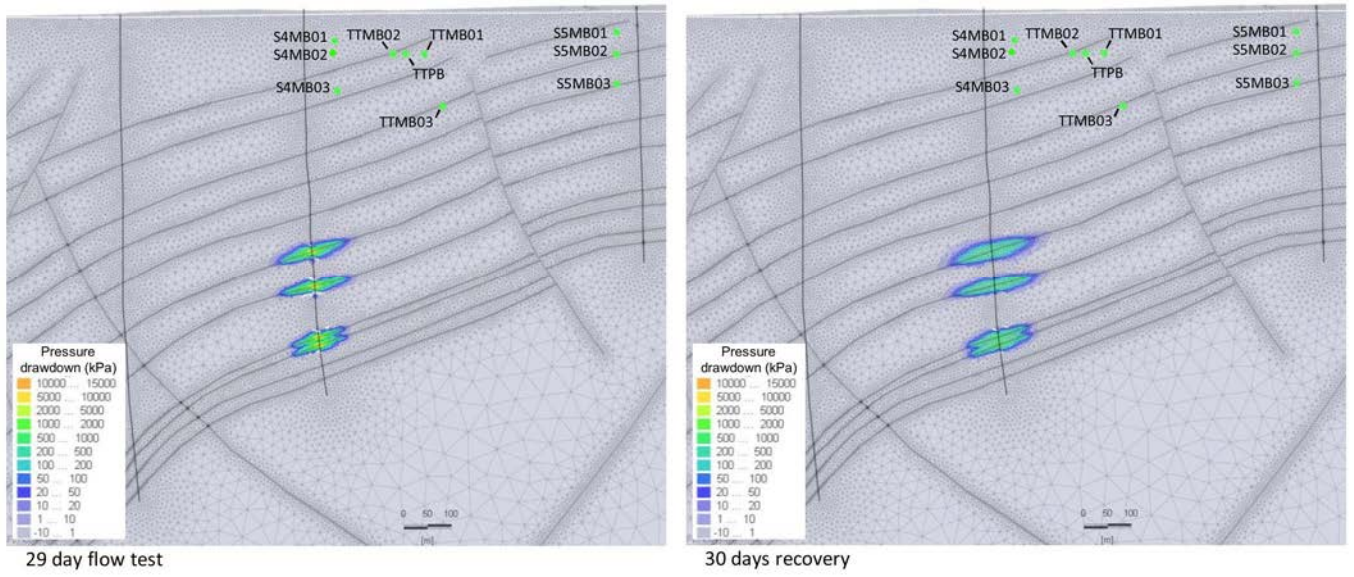 S4MB01
S4MB02
TTMB02
TTMB01
TTPB
S4MB03
TTMB03
S5MB01
S5MB02
S5MB03
Pressure
drawdown (kPa)
10000 ... 15000
5000 ... 10000
2000 ... 5000
1000 ... 2000
500 ... 1000
200 ... 500
100 ... 200
50 ... 100
20 ... 50
10 ... 20
1 ... 10
-10 ... 1
0 50 100
[m]
29 day flow test
S4MB01
S4MB02
TTMB02
TTMB01
TTPB
S4MB03
TTMB03
S5MB01
S5MB02
S5MB03
Pressure
drawdown (kPa)
10000 ... 15000
5000 ... 10000
2000 ... 5000
1000 ... 2000
500 ... 1000
200 ... 500
100 ... 200
50 ... 100
20 ... 50
10 ... 20
1 ... 10
-10 ... 1
0 50 100
[m]
30 days recovery